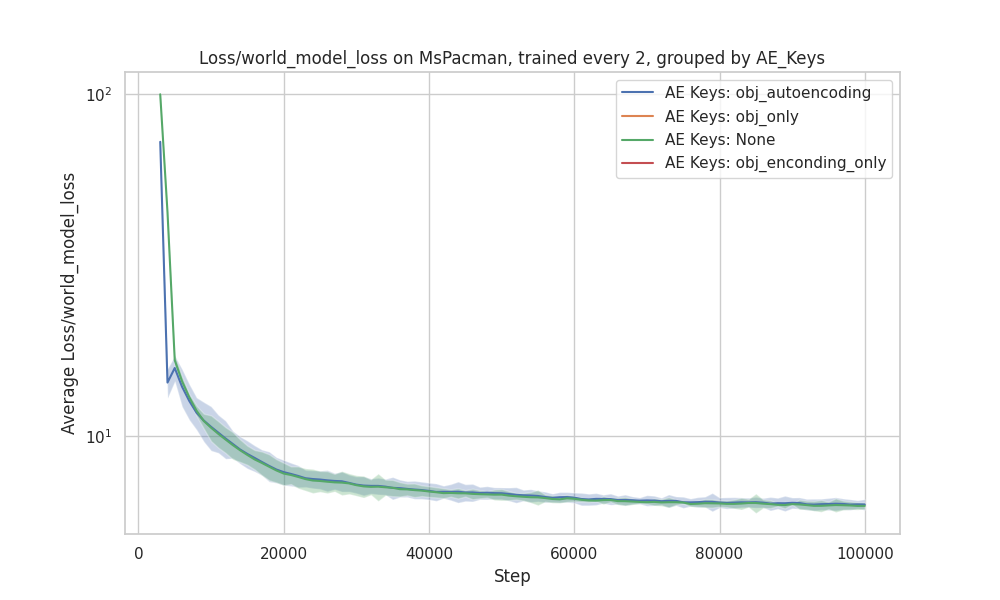 Loss/world_model_loss on MsPacman, trained every 2, grouped by AE_Keys
AE Keys: obj_autoencoding
AE Keys: obj_only
AE Keys: None
AE Keys: obj_enconding_only
Average Loss/world_model_loss
10²
10¹
0
20000
40000
60000
80000
100000
Step